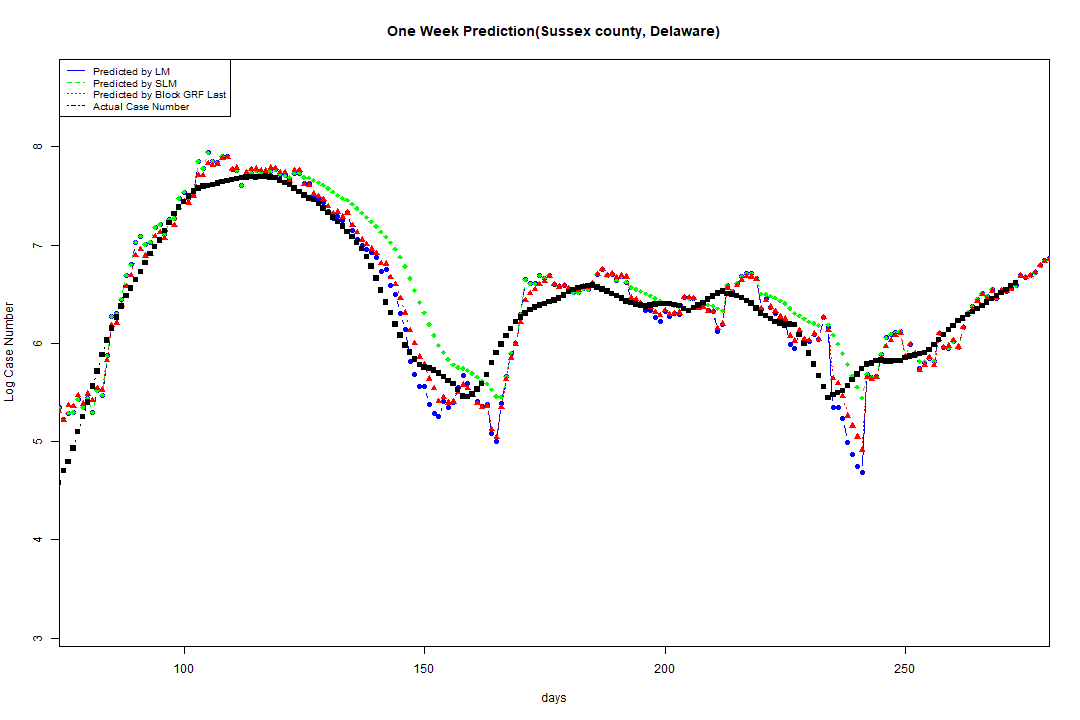 One Week Prediction(Sussex county, Delaware)
Predicted by LM
Predicted by SLM
Predicted by Block GRF Last
Actual Case Number
8
7
6
5
4
3
Log Case Number
100 150 200 250
days